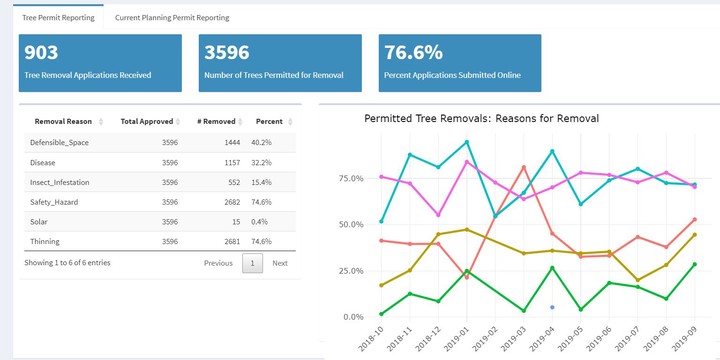 Tree Permit Reporting Current Planning Permit Reporting
903 3596 76.6%
Tree Removal Applications Received Number of Trees Permitted for Removal Percent Applications Submitted Online
Permitted Tree Removals: Reasons for Removal
Removal Reason Total Approved # Removed Percent
Defensible_Space 3596 1444 40.2%
Disease 3596 1157 32.2%
Insect_Infestation 3596 552 15.4%
Safety_Hazard 3596 2682 74.6%
Solar 3596 15 0.4%
Thinning 3596 2681 74.6%
Showing 1 to 6 of 6 entries Previous 1 Next
75.0%
50.0%
25.0%
0.0%
2018-10 2018-11 2018-12 2019-01 2019-02 2019-03 2019-04 2019-05 2019-06 2019-07 2019-08 2019-09